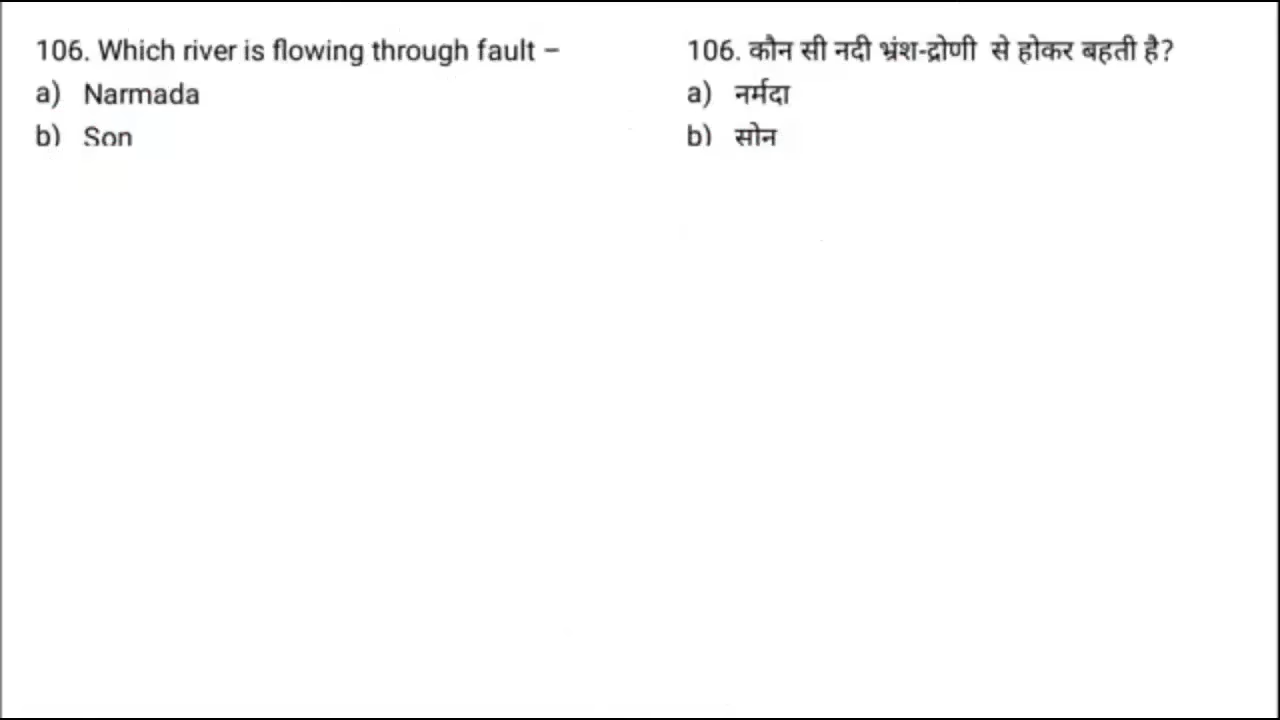 106. Which river is flowing through fault –
a) Narmada
b) Son
106. कौन सी नदी भ्रंश-द्रोणी से होकर बहती है?
a) नर्मदा
b) सोन